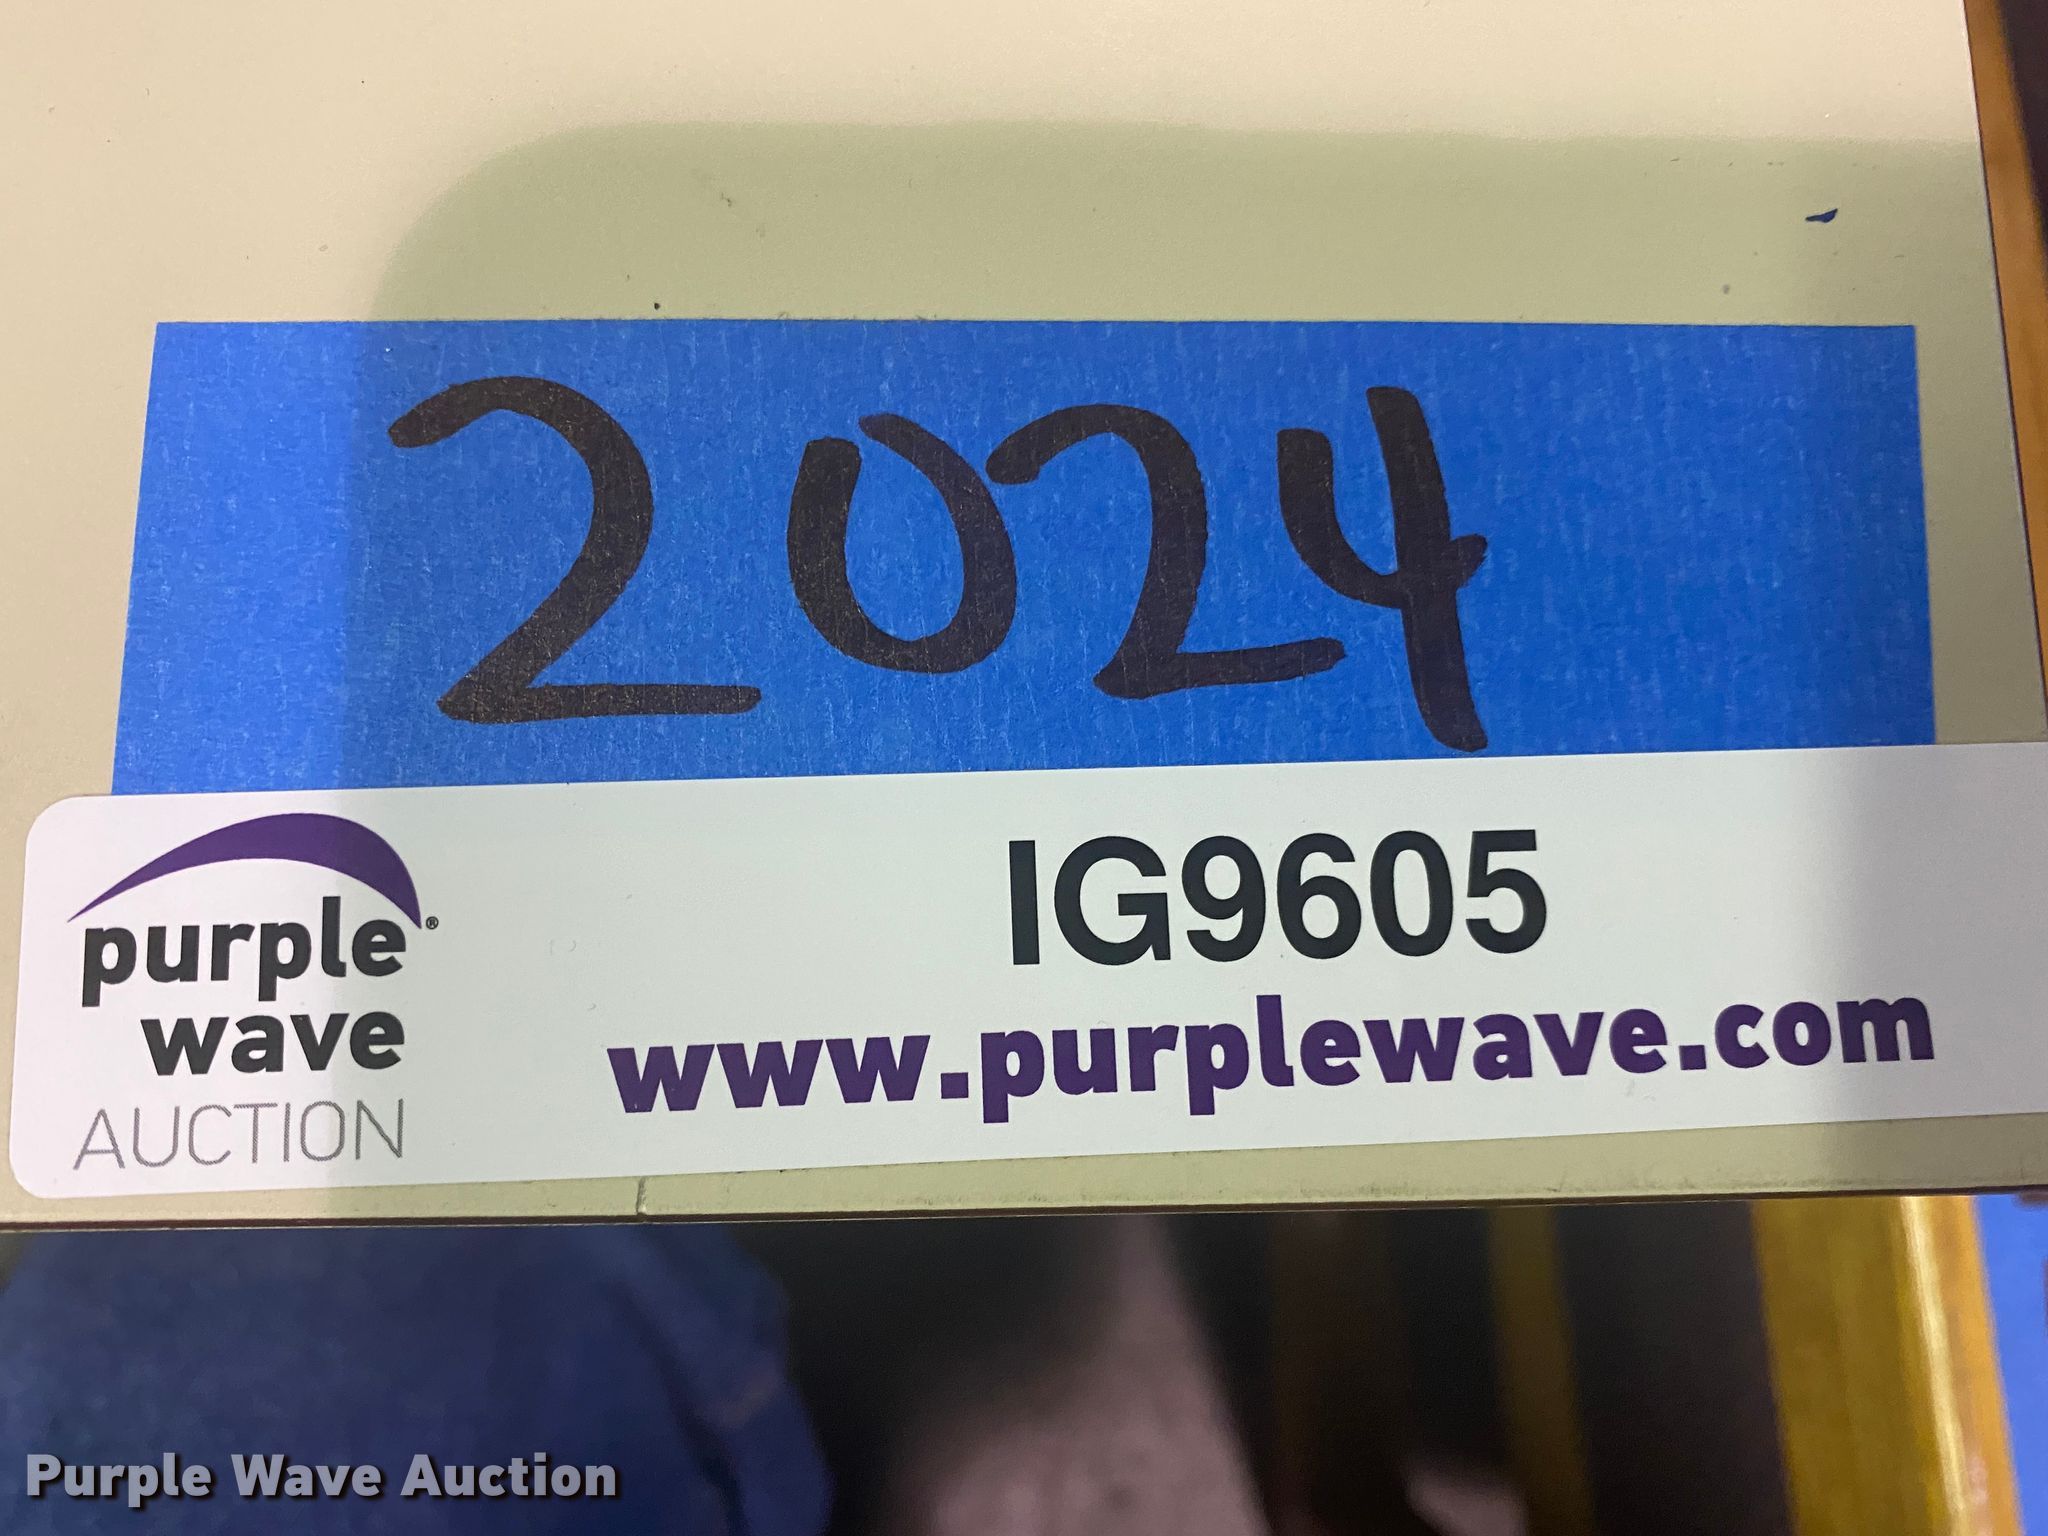 2024
IG9605
purple®
wave
AUCTION
www.purplewave.com
Purple Wave Auction